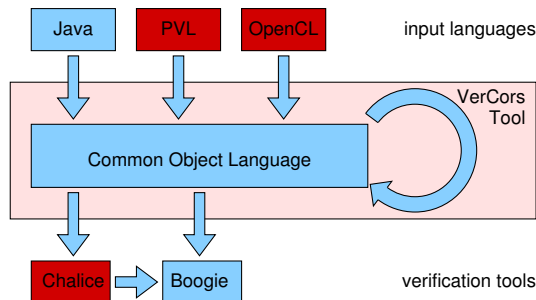 Java
PVL
OpenCL
input languages
VerCors
Tool
Common Object Language
Chalice
Boogie
verification tools